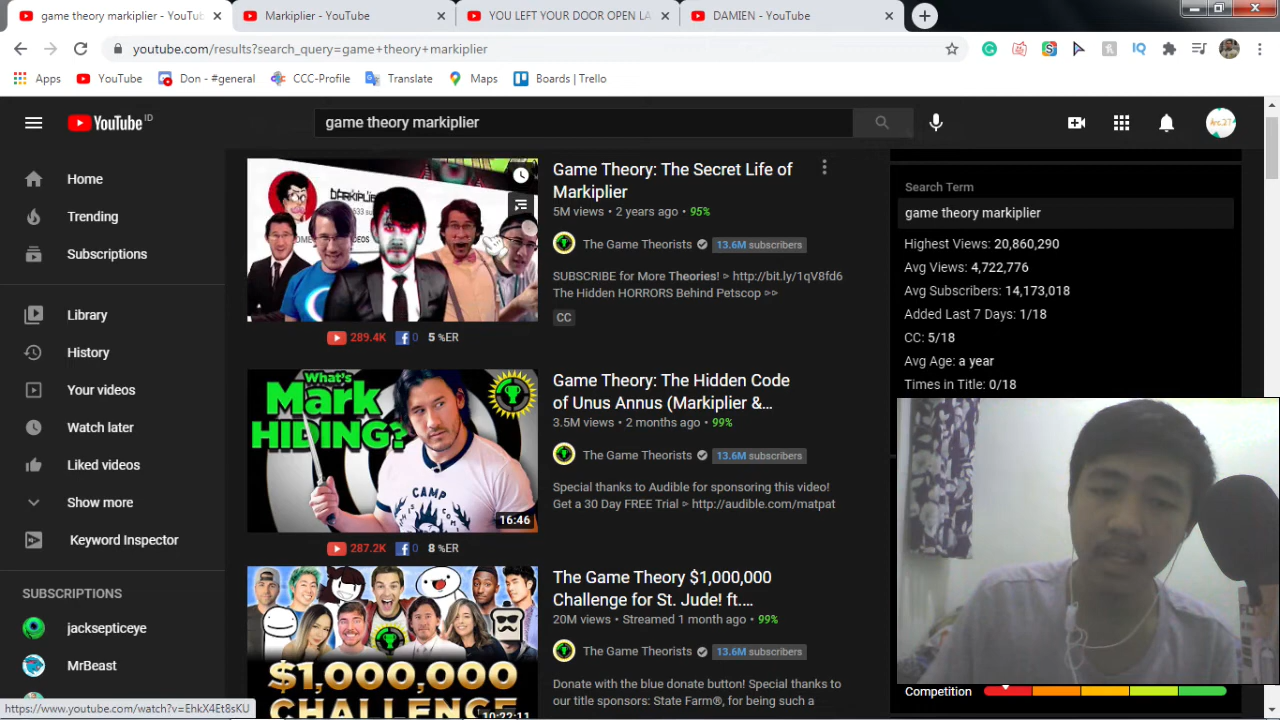 game theory markiplier - YouTub
Markiplier - YouTube
YOU LEFT YOUR DOOR OPEN LA
DAMIEN - YouTube
youtube.com/results?search_query=game+theory+markiplier
Apps
YouTube
Don - #general
CCC-Profile
Translate
Maps
Boards | Trello
YouTube ID
game theory markiplier
Home
Trending
Subscriptions
Library
History
Your videos
Watch later
Liked videos
Show more
Keyword Inspector
SUBSCRIPTIONS
jacksepticeye
MrBeast
DARKIPLIE
Game Theory: The Secret Life of
Markiplier
5M views • 2 years ago • 95%
The Game Theorists 13.6M subscribers
SUBSCRIBE for More Theories! ➤ http://bit.ly/1qV8fd6
The Hidden HORRORS Behind Petscop ➤➤
CC
289.4K 0 5 %ER
What's
Mark
HIDING?
CAMP
16:46
Game Theory: The Hidden Code
of Unus Annus (Markiplier &…
3.5M views • 2 months ago • 99%
The Game Theorists 13.6M subscribers
Special thanks to Audible for sponsoring this video!
Get a 30 Day FREE Trial ➤ http://audible.com/matpat
287.2K 0 8 %ER
$1,000,000
CHALLENGE
10:22:11
The Game Theory $1,000,000
Challenge for St. Jude! ft.…
20M views • Streamed 1 month ago • 99%
The Game Theorists 13.6M subscribers
Donate with the blue donate button! Special thanks to
our title sponsors: State Farm®, for being such a
Search Term
game theory markiplier
Highest Views: 20,860,290
Avg Views: 4,722,776
Avg Subscribers: 14,173,018
Added Last 7 Days: 1/18
CC: 5/18
Avg Age: a year
Times in Title: 0/18
Competition
https://www.youtube.com/watch?v=EhkX4Et8sKU